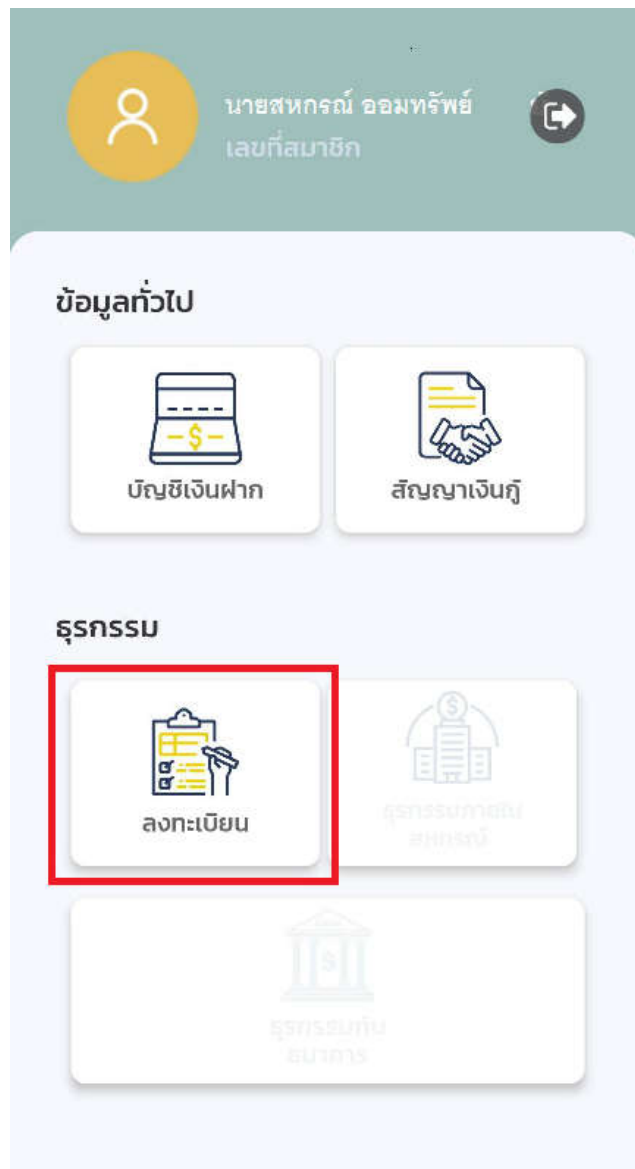 นายสหกรณ์ ออมทรัพย์
เลขที่สมาชิก
ข้อมูลทั่วไป
บัญชีเงินฝาก
สัญญาเงินกู้
ธุรกรรม
ลงทะเบียน
ธุรกรรมภายใน
สหกรณ์
ธุรกรรมกับ
ธนาคาร